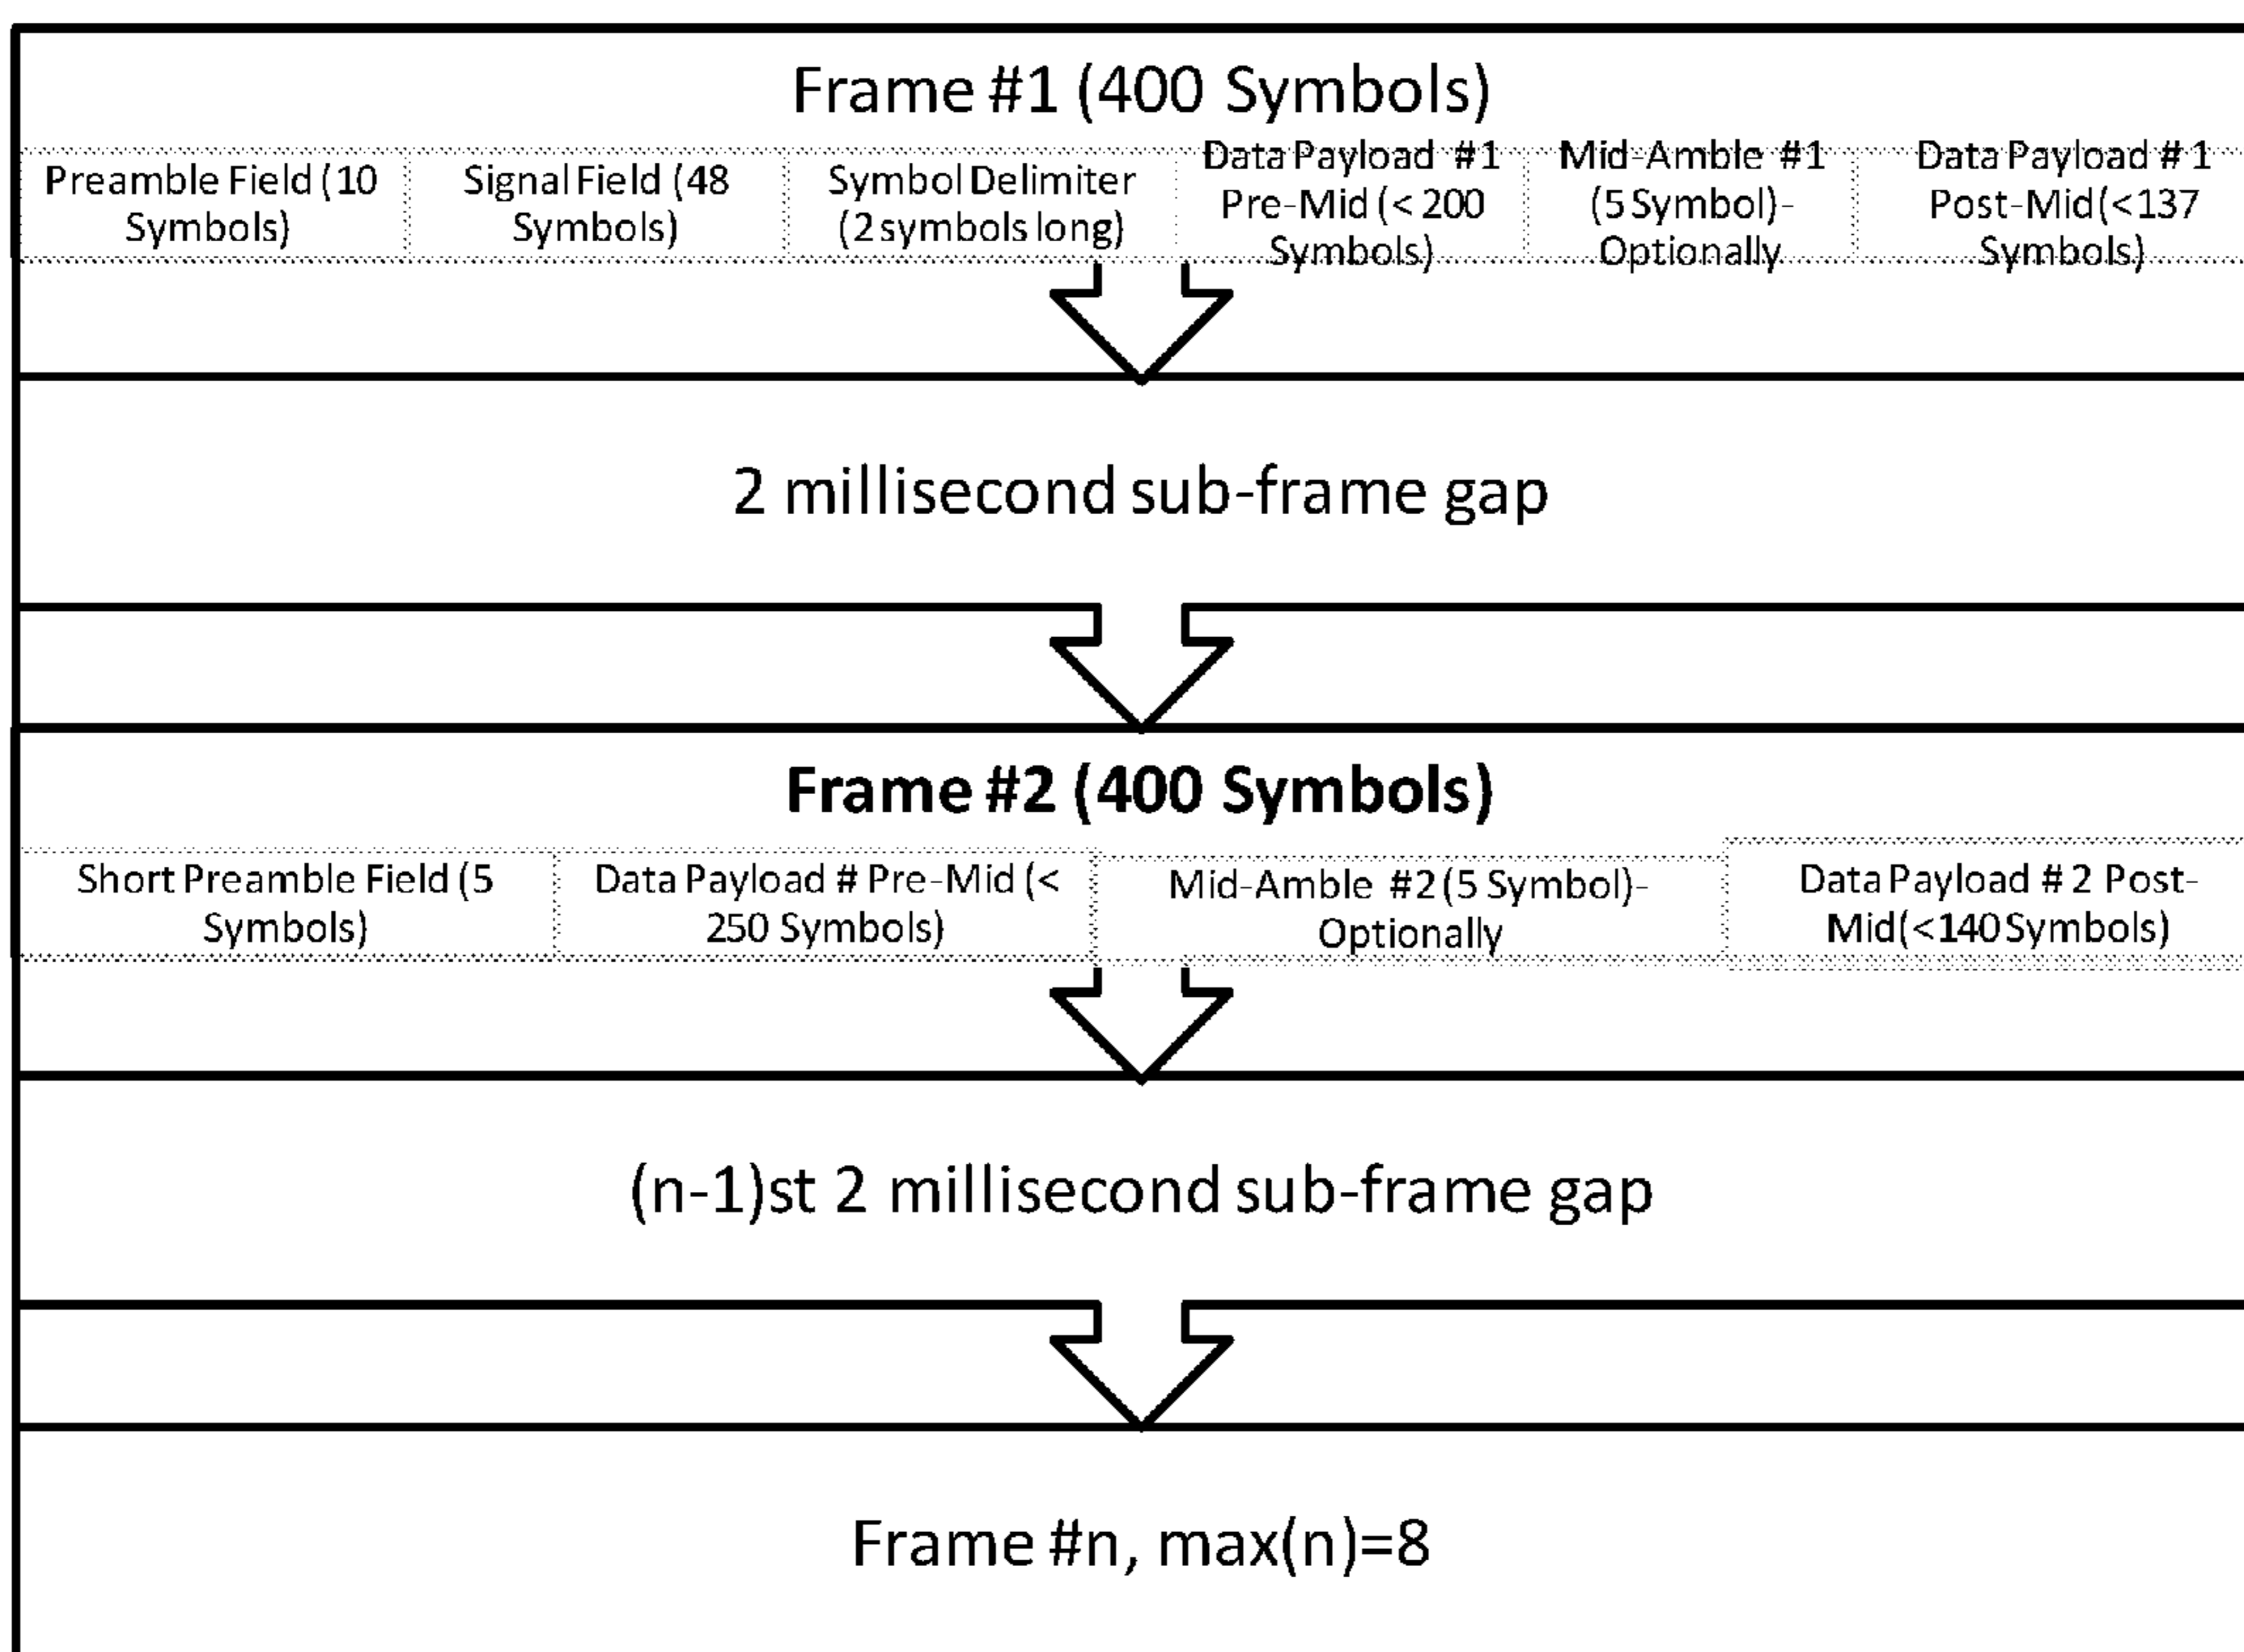 Frame #1 (400 Symbols)
Preamble Field (10
Symbols)
Signal Field (48
Symbols)
Symbol Delimiter
(2 symbols long)
Data Payload #1
Pre-Mid (< 200
Symbols)
Mid-Amble #1
(5 Symbol)-
Optionally
Data Payload # 1
Post-Mid(<137
Symbols)
2 millisecond sub-frame gap
Frame #2 (400 Symbols)
Short Preamble Field (5
Symbols)
Data Payload # Pre-Mid (<
250 Symbols)
Mid-Amble #2 (5 Symbol)-
Optionally
Data Payload # 2 Post-
Mid(<140 Symbols)
(n-1)st 2 millisecond sub-frame gap
Frame #n, max(n)=8